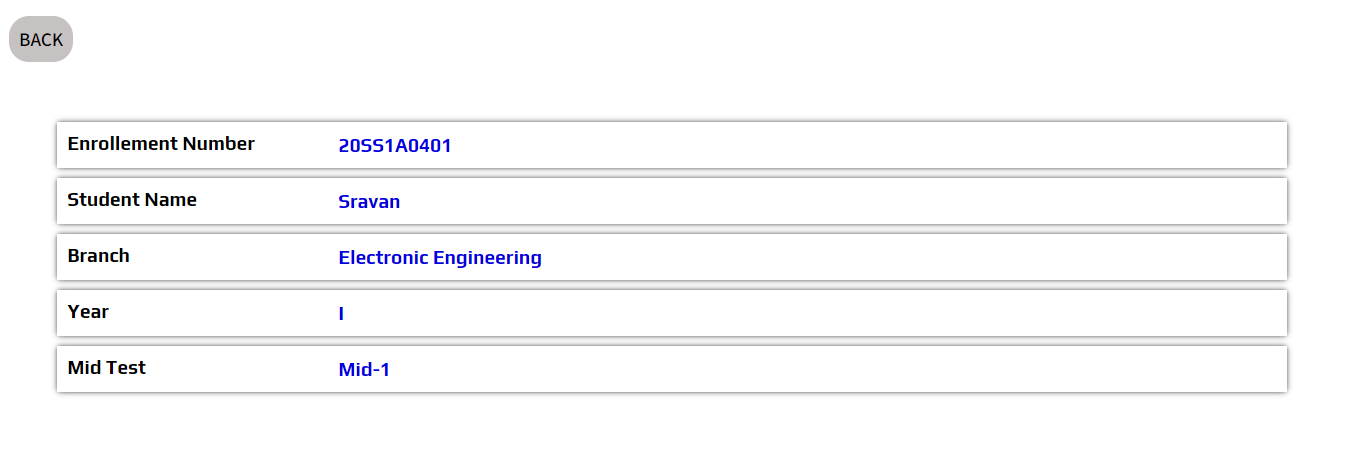 BACK
Enrollement Number 20SS1A0401
Student Name Sravan
Branch Electronic Engineering
Year I
Mid Test Mid-1